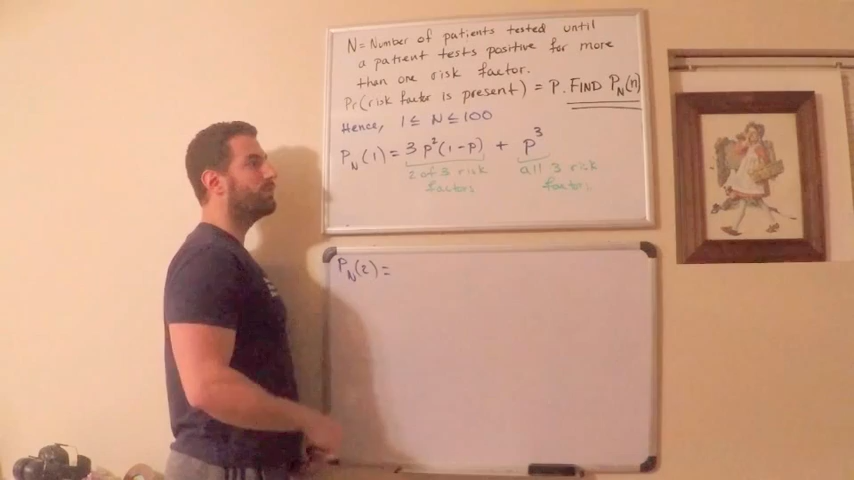 N = Number of patients tested until
a patient tests positive for more
than one risk factor.
Pr(risk factor is present) = P. FIND P_N(n)
Hence, 1 ≤ N ≤ 100
P_N(1) = 3 p²(1-p) + p³
2 of 3 risk factors
all 3 risk factors
P_N(2) =